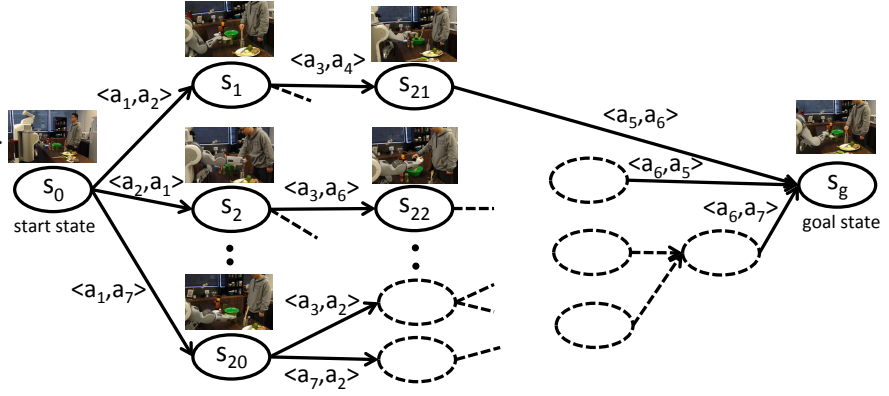 <a₁,a₂>
s₁
<a₃,a₄>
s₂₁
<a₅,a₆>
s₀
start state
<a₂,a₁>
s₂
<a₃,a₆>
s₂₂
<a₆,a₅>
<a₆,a₇>
s_g
goal state
<a₁,a₇>
s₂₀
<a₃,a₂>
<a₇,a₂>